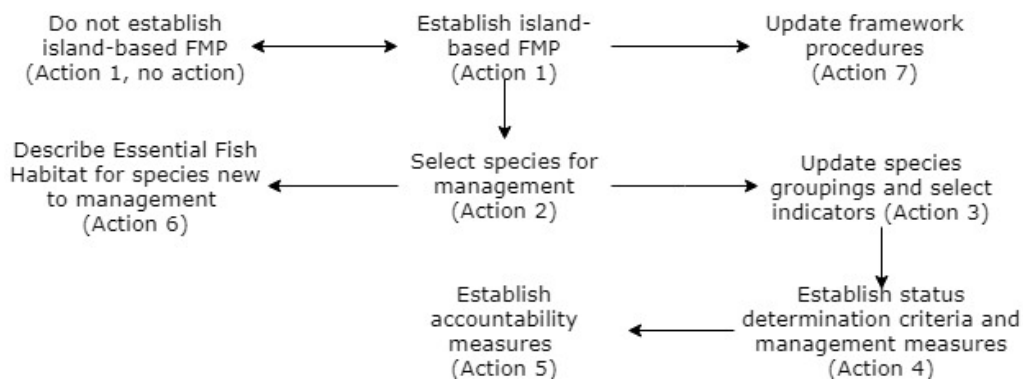 Do not establish
island-based FMP
(Action 1, no action)
Establish island-
based FMP
(Action 1)
Update framework
procedures
(Action 7)
Describe Essential Fish
Habitat for species new
to management
(Action 6)
Select species for
management
(Action 2)
Update species
groupings and select
indicators (Action 3)
Establish
accountability
measures
(Action 5)
Establish status
determination criteria and
management measures
(Action 4)